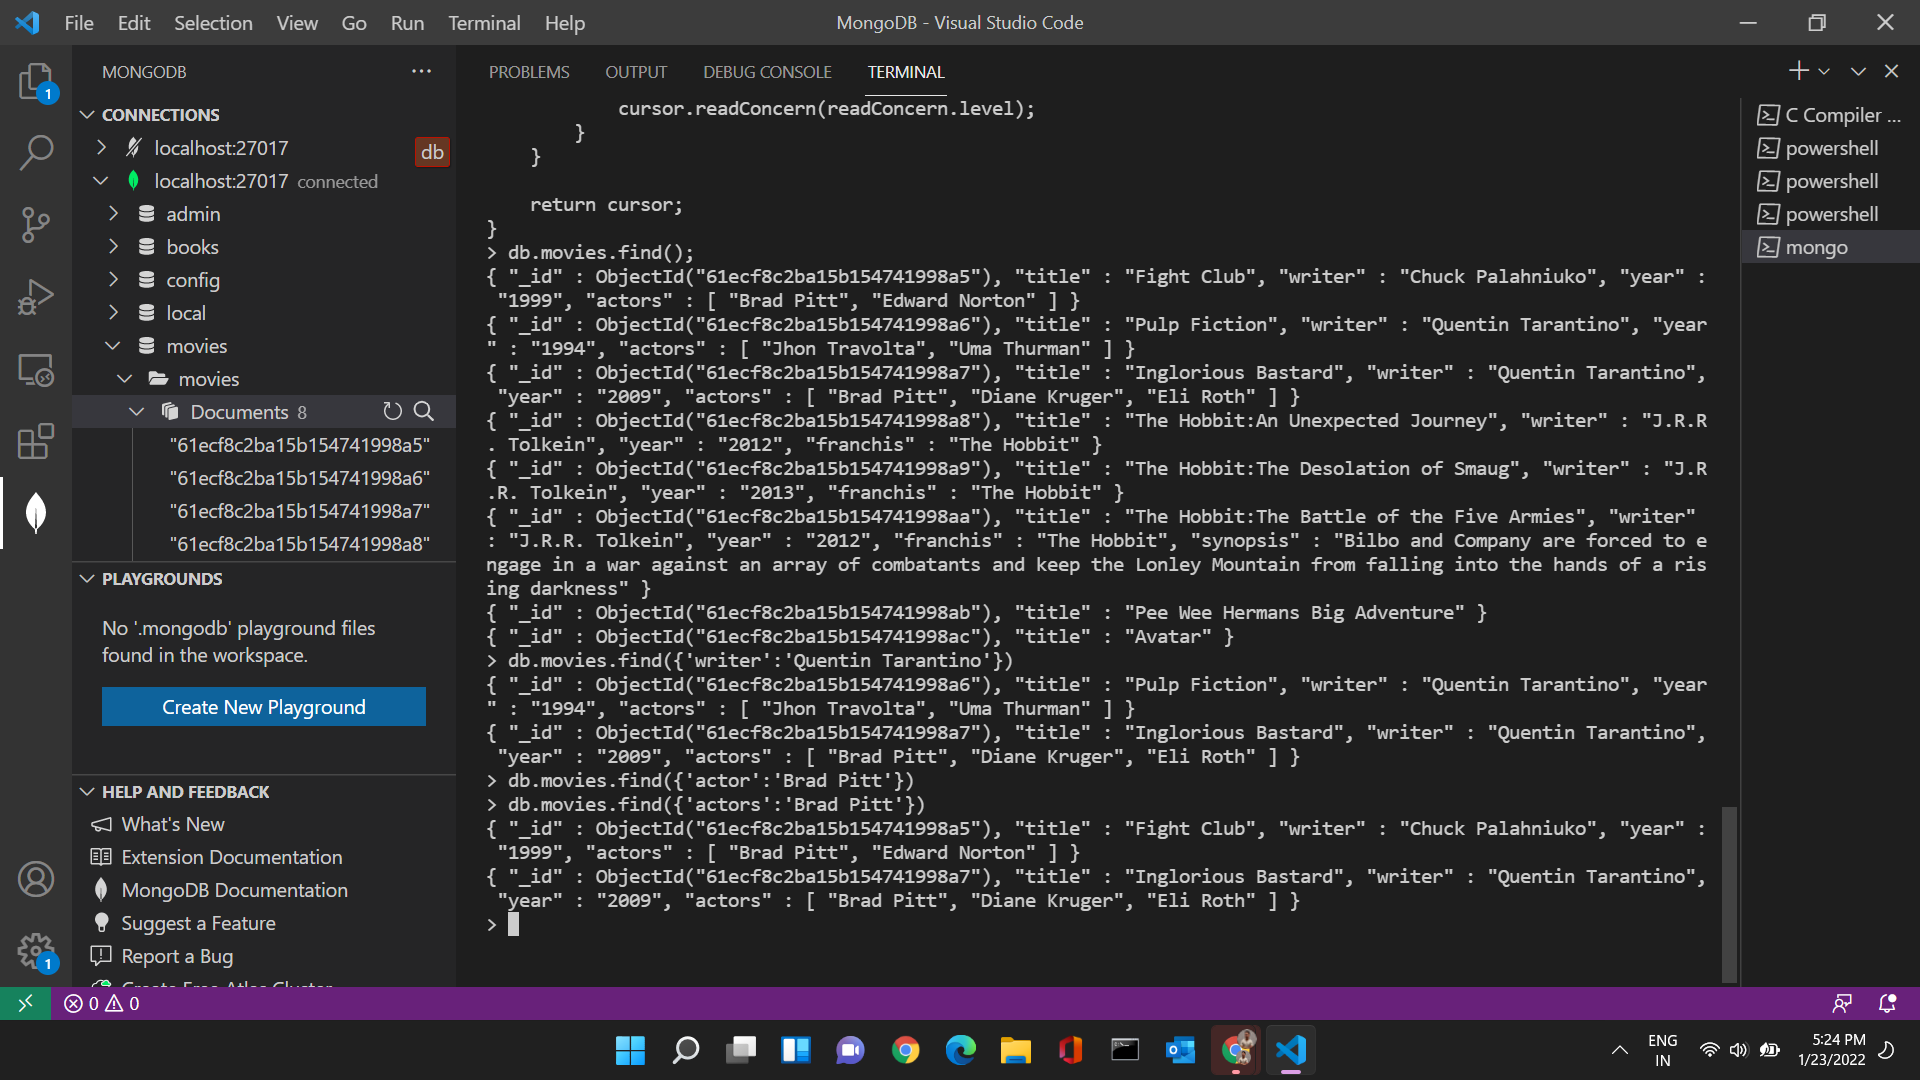 File Edit Selection View Go Run Terminal Help
MongoDB - Visual Studio Code
MONGODB
CONNECTIONS
localhost:27017
db
localhost:27017 connected
admin
books
config
local
movies
movies
Documents 8
"61ecf8c2ba15b154741998a5"
"61ecf8c2ba15b154741998a6"
"61ecf8c2ba15b154741998a7"
"61ecf8c2ba15b154741998a8"
PLAYGROUNDS
No '.mongodb' playground files
found in the workspace.
Create New Playground
HELP AND FEEDBACK
What's New
Extension Documentation
MongoDB Documentation
Suggest a Feature
Report a Bug
Create Free Atlas Cluster
PROBLEMS OUTPUT DEBUG CONSOLE TERMINAL
cursor.readConcern(readConcern.level);
}
}
return cursor;
}
> db.movies.find();
{ "_id" : ObjectId("61ecf8c2ba15b154741998a5"), "title" : "Fight Club", "writer" : "Chuck Palahniuko", "year" :
"1999", "actors" : [ "Brad Pitt", "Edward Norton" ] }
{ "_id" : ObjectId("61ecf8c2ba15b154741998a6"), "title" : "Pulp Fiction", "writer" : "Quentin Tarantino", "year
" : "1994", "actors" : [ "Jhon Travolta", "Uma Thurman" ] }
{ "_id" : ObjectId("61ecf8c2ba15b154741998a7"), "title" : "Inglorious Bastard", "writer" : "Quentin Tarantino",
"year" : "2009", "actors" : [ "Brad Pitt", "Diane Kruger", "Eli Roth" ] }
{ "_id" : ObjectId("61ecf8c2ba15b154741998a8"), "title" : "The Hobbit:An Unexpected Journey", "writer" : "J.R.R
. Tolkein", "year" : "2012", "franchis" : "The Hobbit" }
{ "_id" : ObjectId("61ecf8c2ba15b154741998a9"), "title" : "The Hobbit:The Desolation of Smaug", "writer" : "J.R
.R. Tolkein", "year" : "2013", "franchis" : "The Hobbit" }
{ "_id" : ObjectId("61ecf8c2ba15b154741998aa"), "title" : "The Hobbit:The Battle of the Five Armies", "writer"
: "J.R.R. Tolkein", "year" : "2012", "franchis" : "The Hobbit", "synopsis" : "Bilbo and Company are forced to e
ngage in a war against an array of combatants and keep the Lonley Mountain from falling into the hands of a ris
ing darkness" }
{ "_id" : ObjectId("61ecf8c2ba15b154741998ab"), "title" : "Pee Wee Hermans Big Adventure" }
{ "_id" : ObjectId("61ecf8c2ba15b154741998ac"), "title" : "Avatar" }
> db.movies.find({'writer':'Quentin Tarantino'})
{ "_id" : ObjectId("61ecf8c2ba15b154741998a6"), "title" : "Pulp Fiction", "writer" : "Quentin Tarantino", "year
" : "1994", "actors" : [ "Jhon Travolta", "Uma Thurman" ] }
{ "_id" : ObjectId("61ecf8c2ba15b154741998a7"), "title" : "Inglorious Bastard", "writer" : "Quentin Tarantino",
"year" : "2009", "actors" : [ "Brad Pitt", "Diane Kruger", "Eli Roth" ] }
> db.movies.find({'actor':'Brad Pitt'})
> db.movies.find({'actors':'Brad Pitt'})
{ "_id" : ObjectId("61ecf8c2ba15b154741998a5"), "title" : "Fight Club", "writer" : "Chuck Palahniuko", "year" :
"1999", "actors" : [ "Brad Pitt", "Edward Norton" ] }
{ "_id" : ObjectId("61ecf8c2ba15b154741998a7"), "title" : "Inglorious Bastard", "writer" : "Quentin Tarantino",
"year" : "2009", "actors" : [ "Brad Pitt", "Diane Kruger", "Eli Roth" ] }
>
C Compiler ...
powershell
powershell
powershell
mongo
1
1
0 0
ENG
IN
5:24 PM
1/23/2022